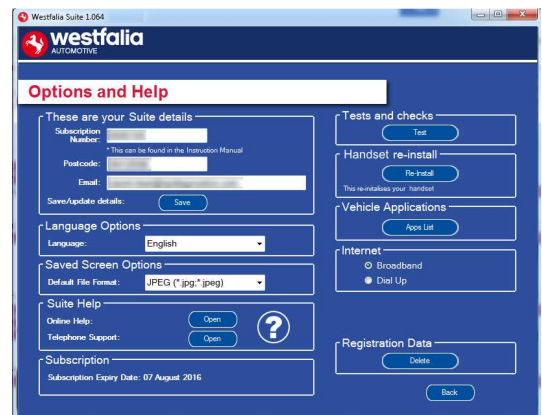 Westfalia Suite 1.064
westfalia
AUTOMOTIVE
Options and Help
These are your Suite details
Subscription
Number:
* This can be found in the Instruction Manual
Postcode:
Email:
Save/update details:
Save
Language Options
Language:
English
Saved Screen Options
Default File Format:
JPEG (*.jpg;*.jpeg)
Suite Help
Online Help:
Open
Telephone Support:
Open
?
Subscription
Subscription Expiry Date: 07 August 2016
Tests and checks
Test
Handset re-install
Re-Install
This re-initalises your handset
Vehicle Applications
Apps List
Internet
Broadband
Dial Up
Registration Data
Delete
Back